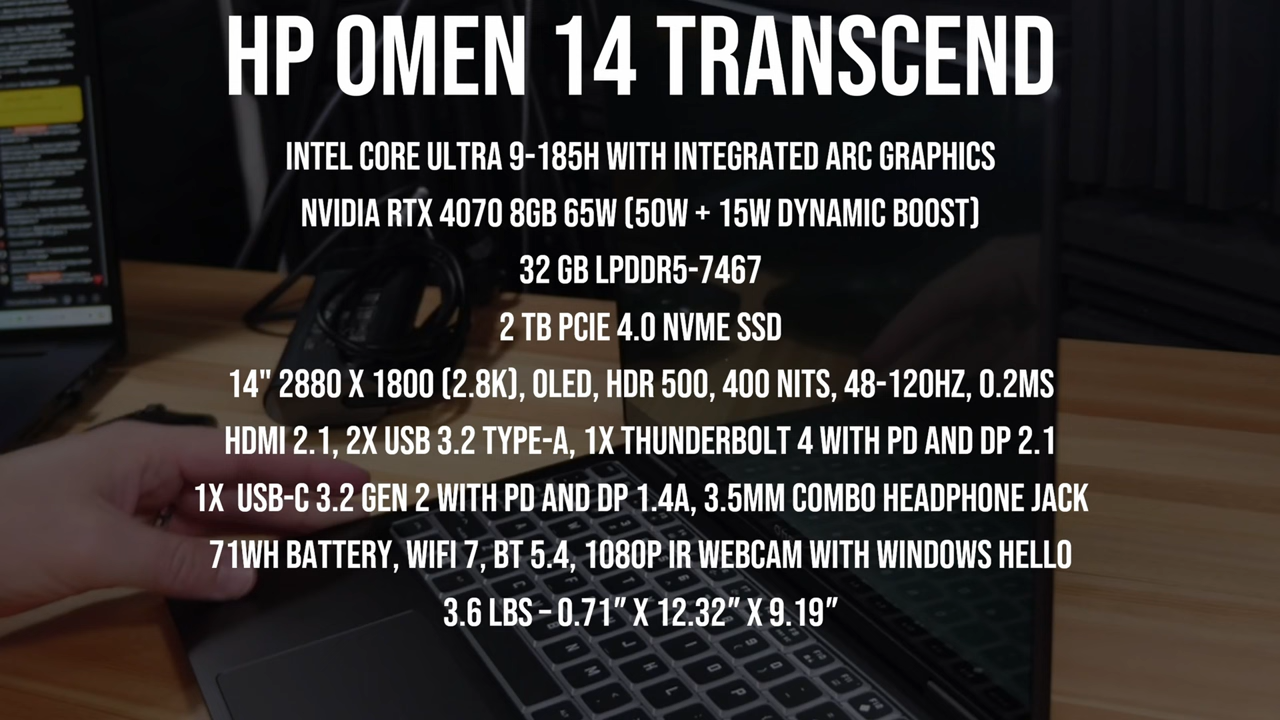 HP OMEN 14 TRANSCEND
INTEL CORE ULTRA 9-185H WITH INTEGRATED ARC GRAPHICS
NVIDIA RTX 4070 8GB 65W (50W + 15W DYNAMIC BOOST)
32 GB LPDDR5-7467
2 TB PCIE 4.0 NVME SSD
14" 2880 X 1800 (2.8K), OLED, HDR 500, 400 NITS, 48-120HZ, 0.2MS
HDMI 2.1, 2X USB 3.2 TYPE-A, 1X THUNDERBOLT 4 WITH PD AND DP 2.1
1X USB-C 3.2 GEN 2 WITH PD AND DP 1.4A, 3.5MM COMBO HEADPHONE JACK
71WH BATTERY, WIFI 7, BT 5.4, 1080P IR WEBCAM WITH WINDOWS HELLO
3.6 LBS – 0.71” X 12.32” X 9.19”